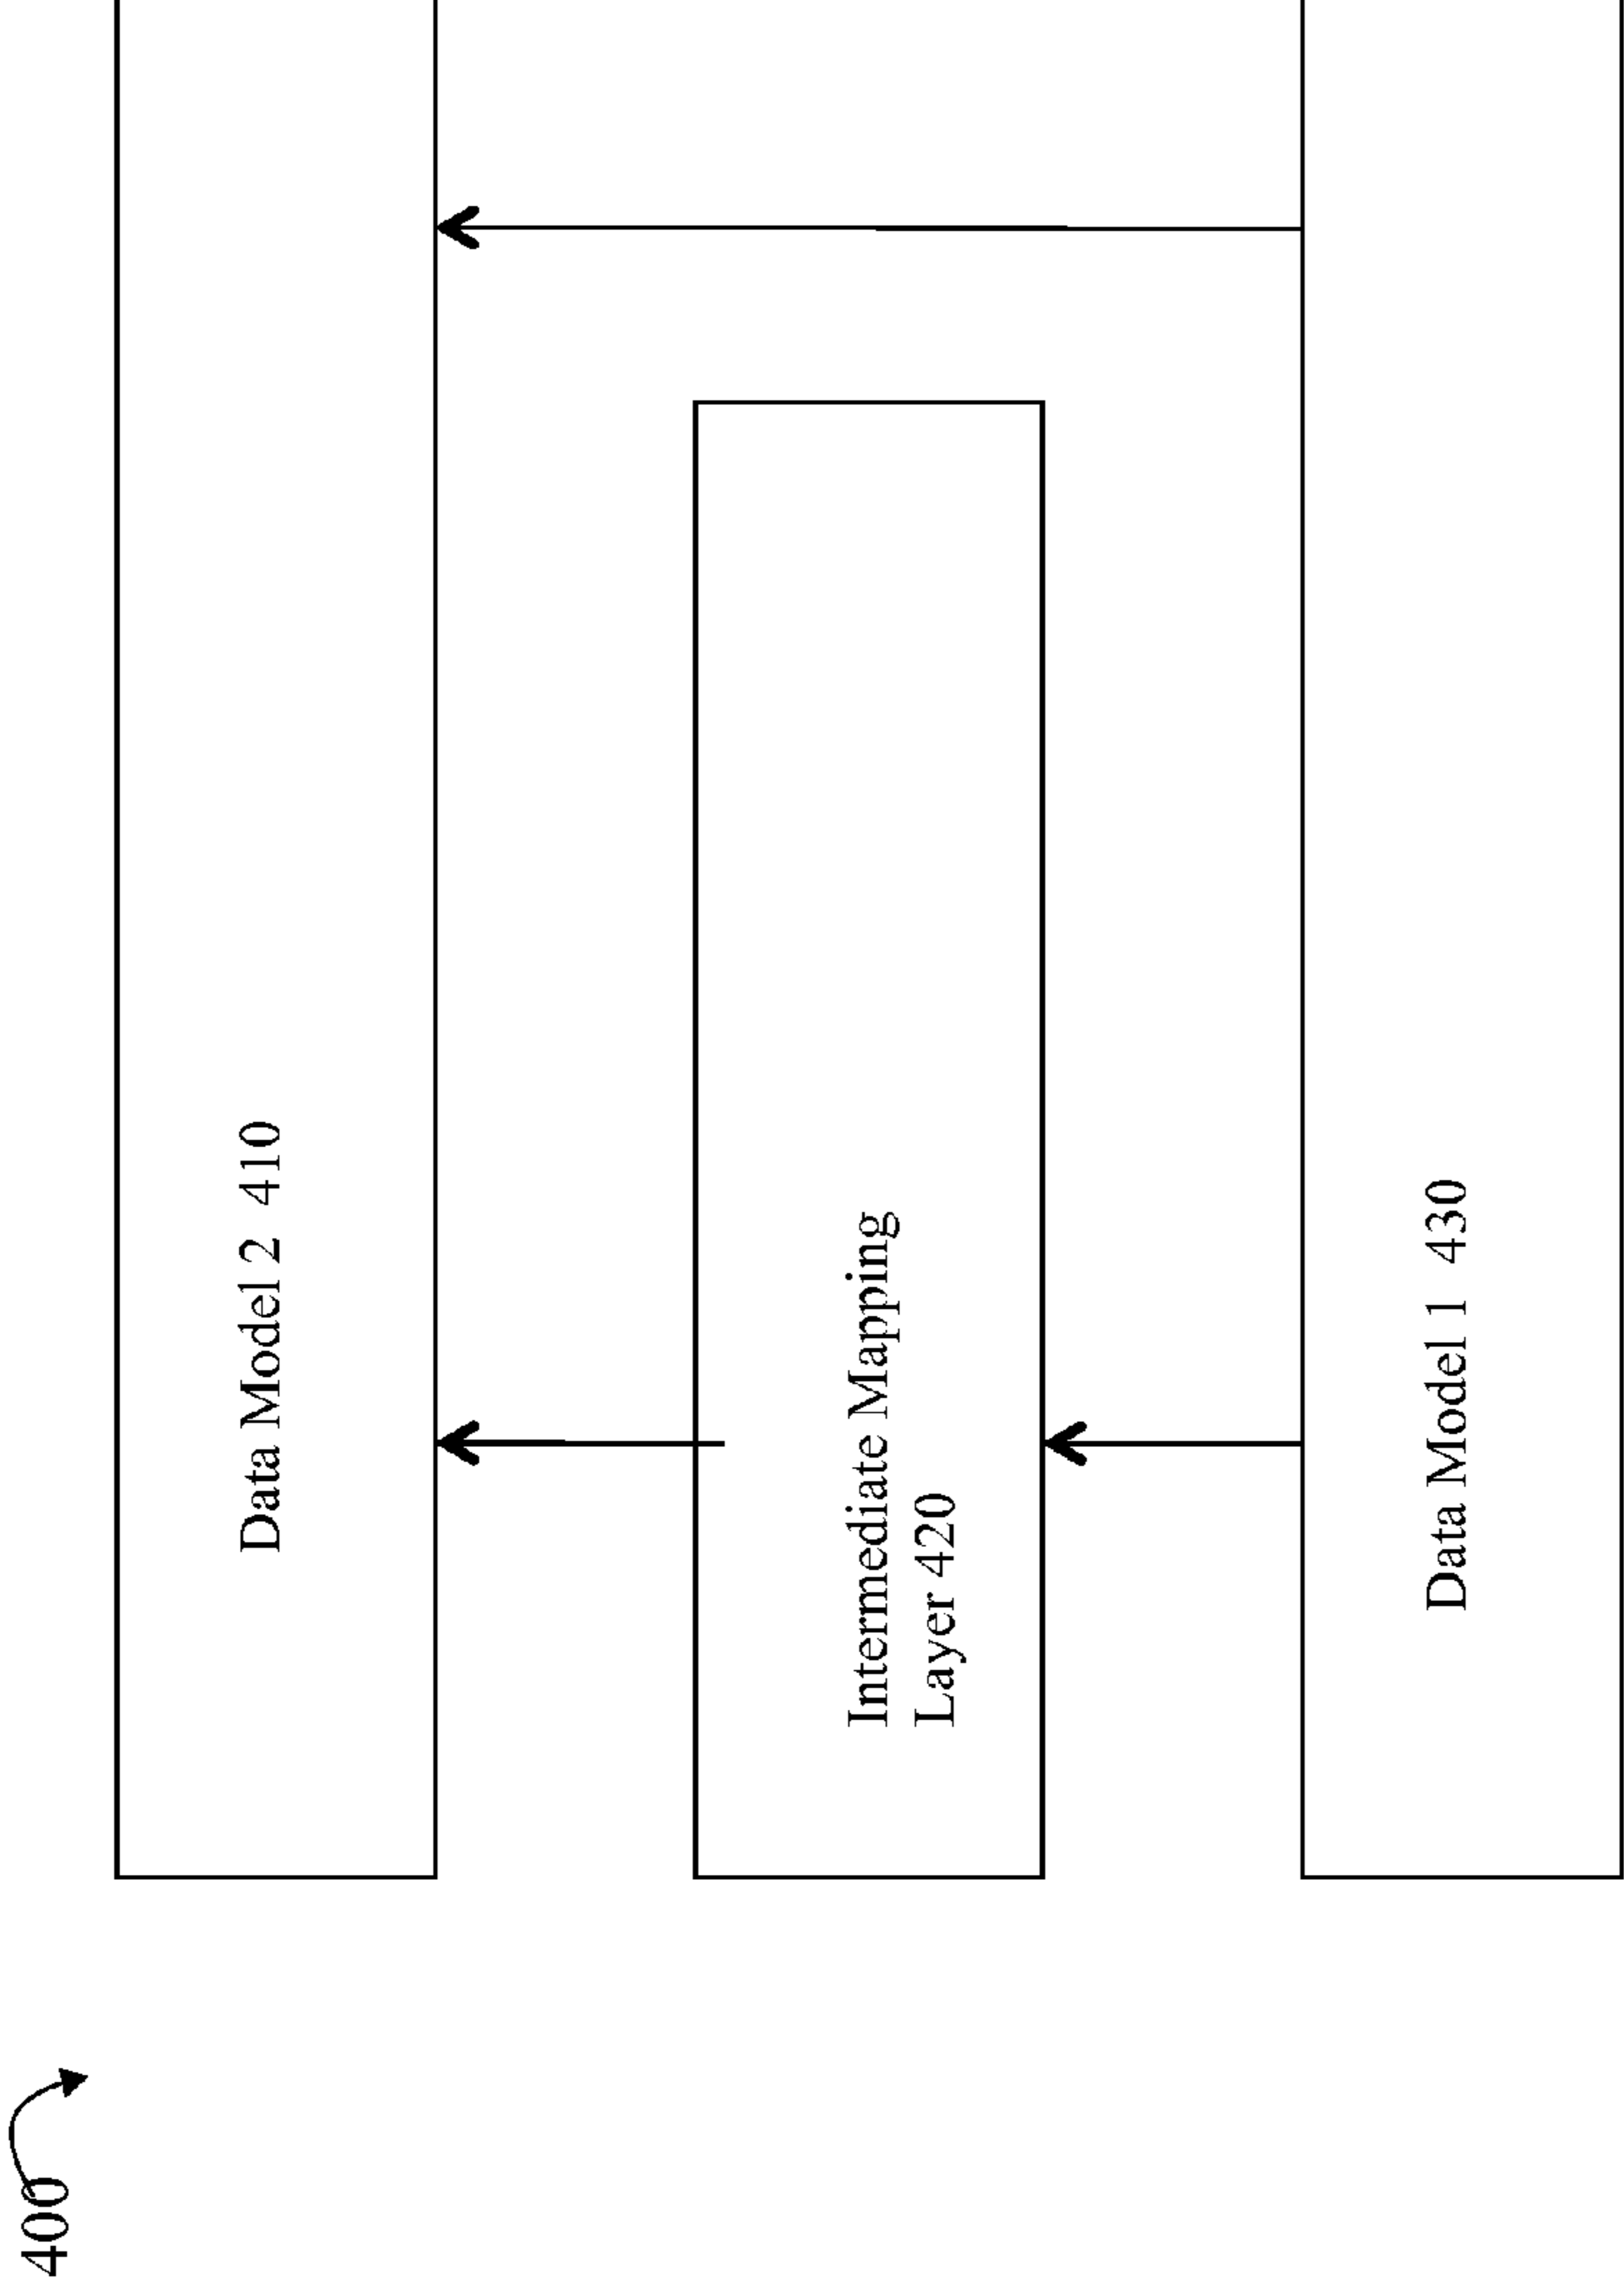 400
Data Model 2 410
Intermediate Mapping
Layer 420
Data Model 1 430